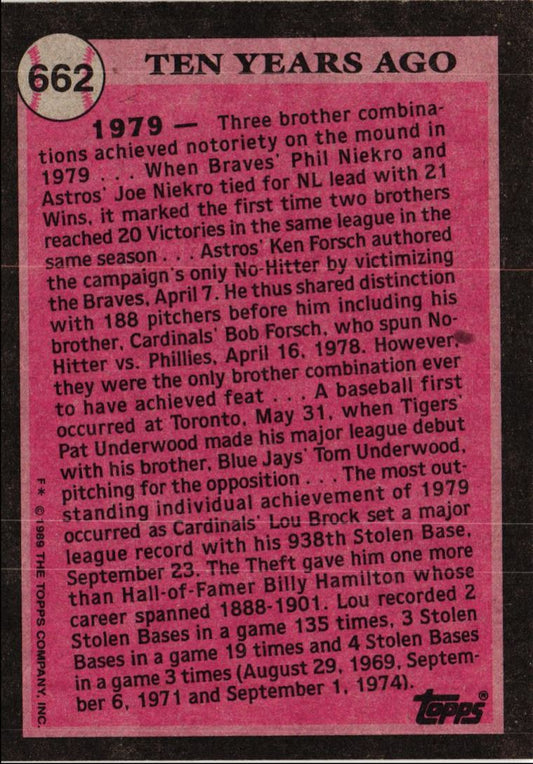 662
TEN YEARS AGO
1979 — Three brother combina-
tions achieved notoriety on the mound in
1979 . . . When Braves' Phil Niekro and
Astros' Joe Niekro tied for NL lead with 21
Wins, it marked the first time two brothers
reached 20 Victories in the same league in the
same season . . . Astros' Ken Forsch authored
the campaign's only No-Hitter by victimizing
the Braves, April 7. He thus shared distinction
with 188 pitchers before him including his
brother, Cardinals' Bob Forsch, who spun No-
Hitter vs. Phillies, April 16, 1978. However,
they were the only brother combination ever
to have achieved feat . . . A baseball first
occurred at Toronto, May 31, when Tigers'
Pat Underwood made his major league debut
with his brother, Blue Jays' Tom Underwood,
pitching for the opposition . . . The most out-
standing individual achievement of 1979
occurred as Cardinals' Lou Brock set a major
league record with his 938th Stolen Base,
September 23. The Theft gave him one more
than Hall-of-Famer Billy Hamilton whose
career spanned 1888-1901. Lou recorded 2
Stolen Bases in a game 135 times, 3 Stolen
Bases in a game 19 times and 4 Stolen Bases
in a game 3 times (August 29, 1969, Septem-
ber 6, 1971 and September 1, 1974).
F* © 1989 THE TOPPS COMPANY, INC.
TOPPS®